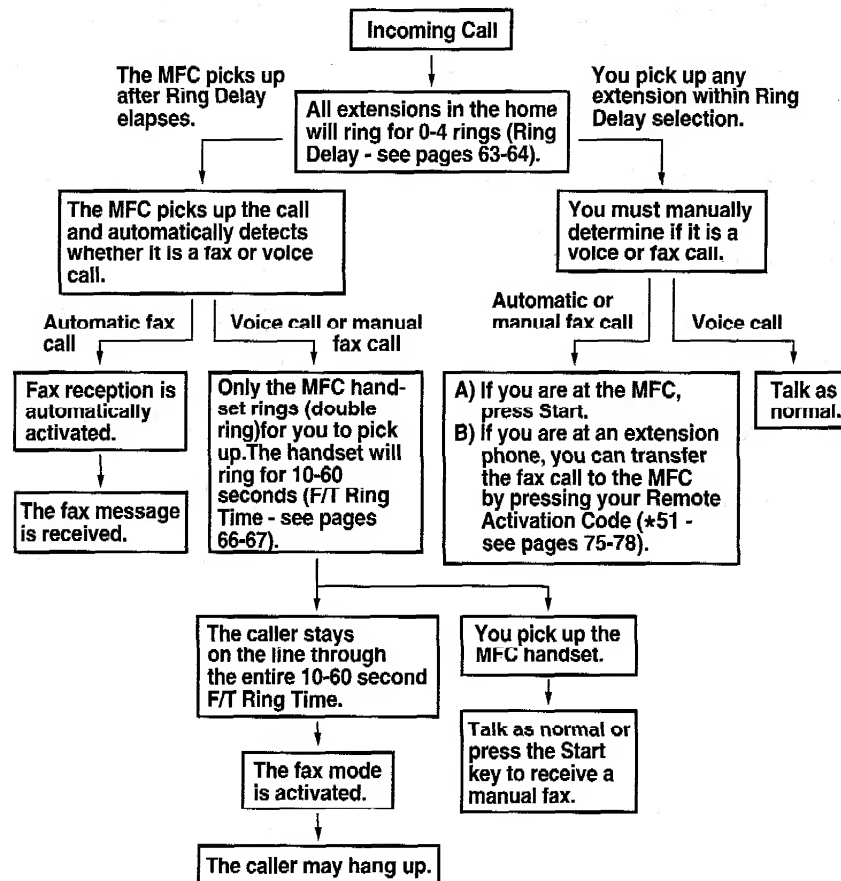 Incoming Call
The MFC picks up
after Ring Delay
elapses.
You pick up any
extension within Ring
Delay selection.
All extensions in the home
will ring for 0-4 rings (Ring
Delay - see pages 63-64).
The MFC picks up the call
and automatically detects
whether it is a fax or voice
call.
You must manually
determine if it is a
voice or fax call.
Automatic fax
call
Voice call or manual
fax call
Automatic or
manual fax call
Voice call
Fax reception is
automatically
activated.
The fax message
is received.
Only the MFC hand-
set rings (double
ring)for you to pick
up.The handset will
ring for 10-60
seconds (F/T Ring
Time - see pages
66-67).
A) If you are at the MFC,
press Start.
B) If you are at an extension
phone, you can transfer
the fax call to the MFC
by pressing your Remote
Activation Code (*51 -
see pages 75-78).
Talk as
normal.
The caller stays
on the line through
the entire 10-60 second
F/T Ring Time.
The fax mode
is activated.
The caller may hang up.
You pick up the
MFC handset.
Talk as normal or
press the Start
key to receive a
manual fax.